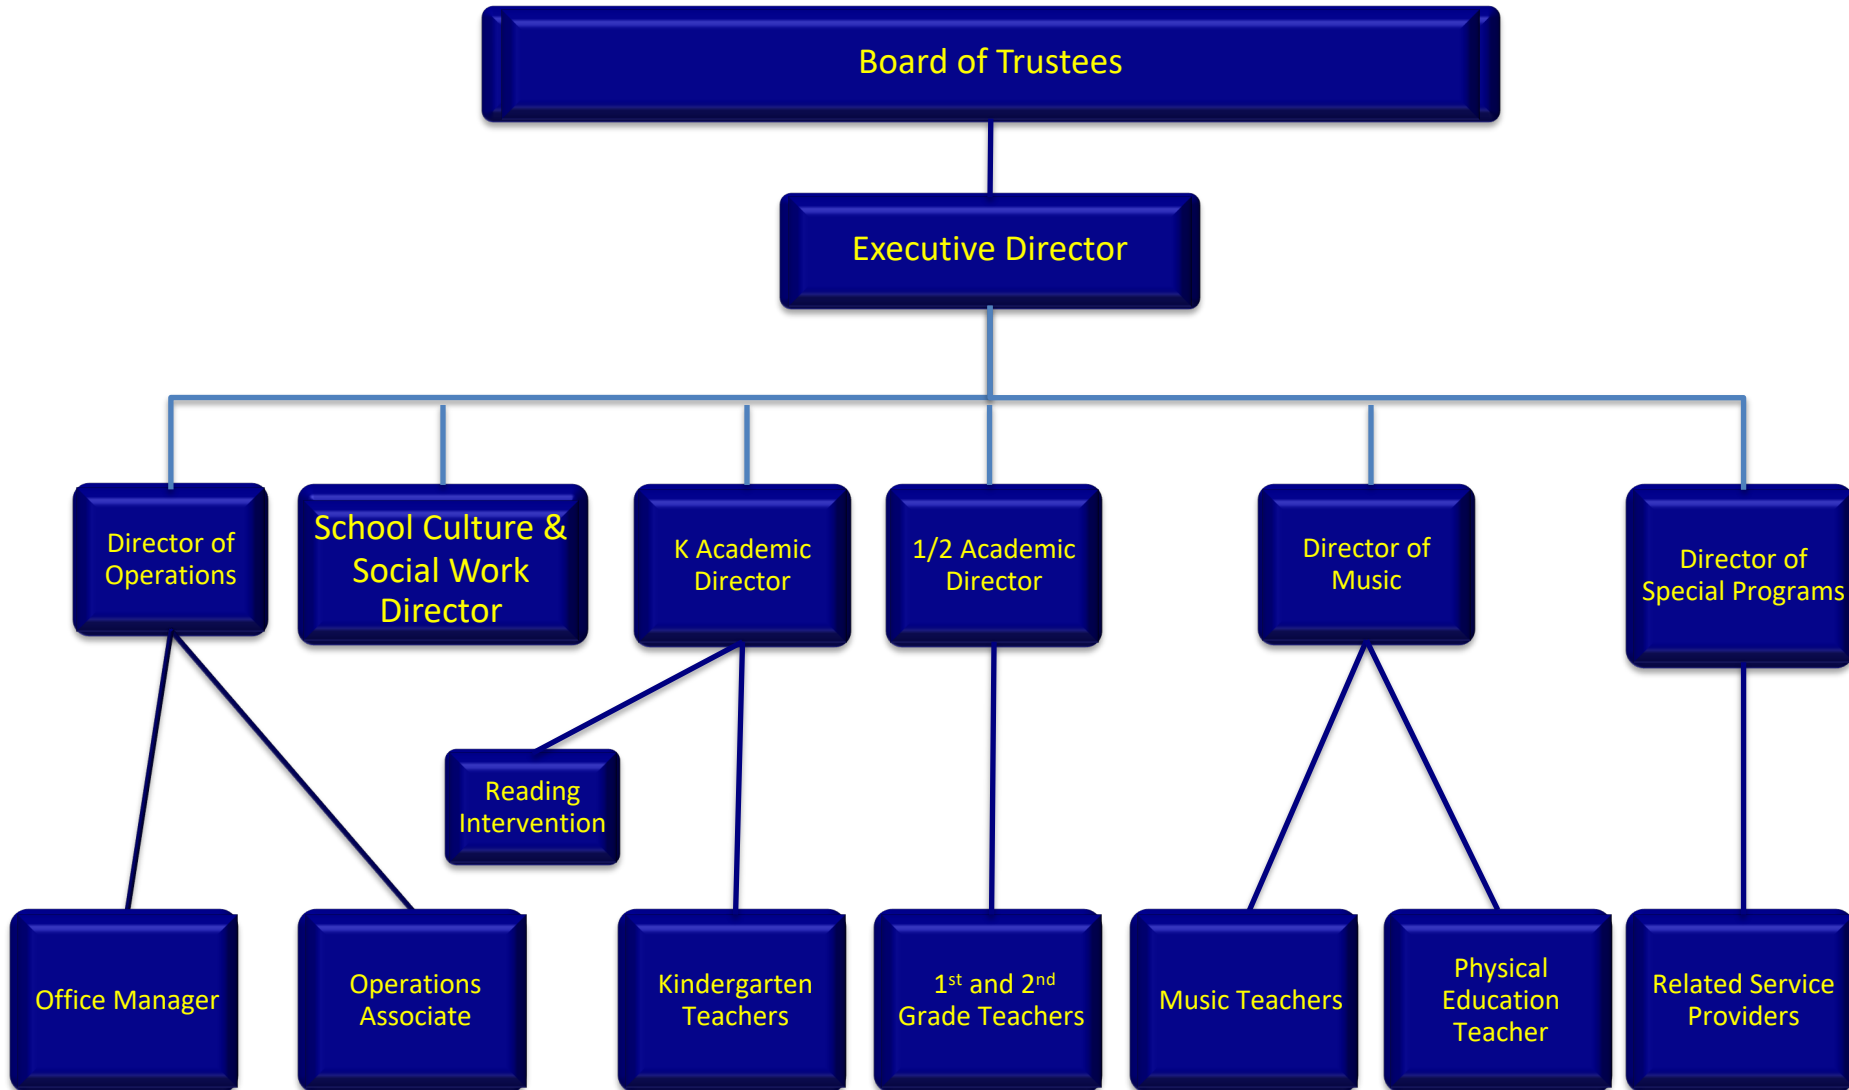 Board of Trustees
Executive Director
Director of
Operations
School Culture &
Social Work
Director
K Academic
Director
1/2 Academic
Director
Director of
Music
Director of
Special Programs
Reading
Intervention
Office Manager
Operations
Associate
Kindergarten
Teachers
1st and 2nd
Grade Teachers
Music Teachers
Physical
Education
Teacher
Related Service
Providers